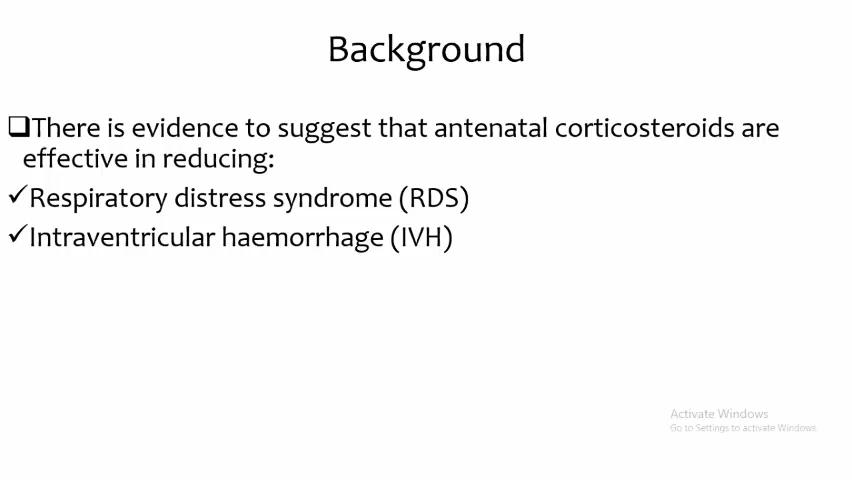 Background
❑There is evidence to suggest that antenatal corticosteroids are
effective in reducing:
✓Respiratory distress syndrome (RDS)
✓Intraventricular haemorrhage (IVH)
Activate Windows
Go to Settings to activate Windows.